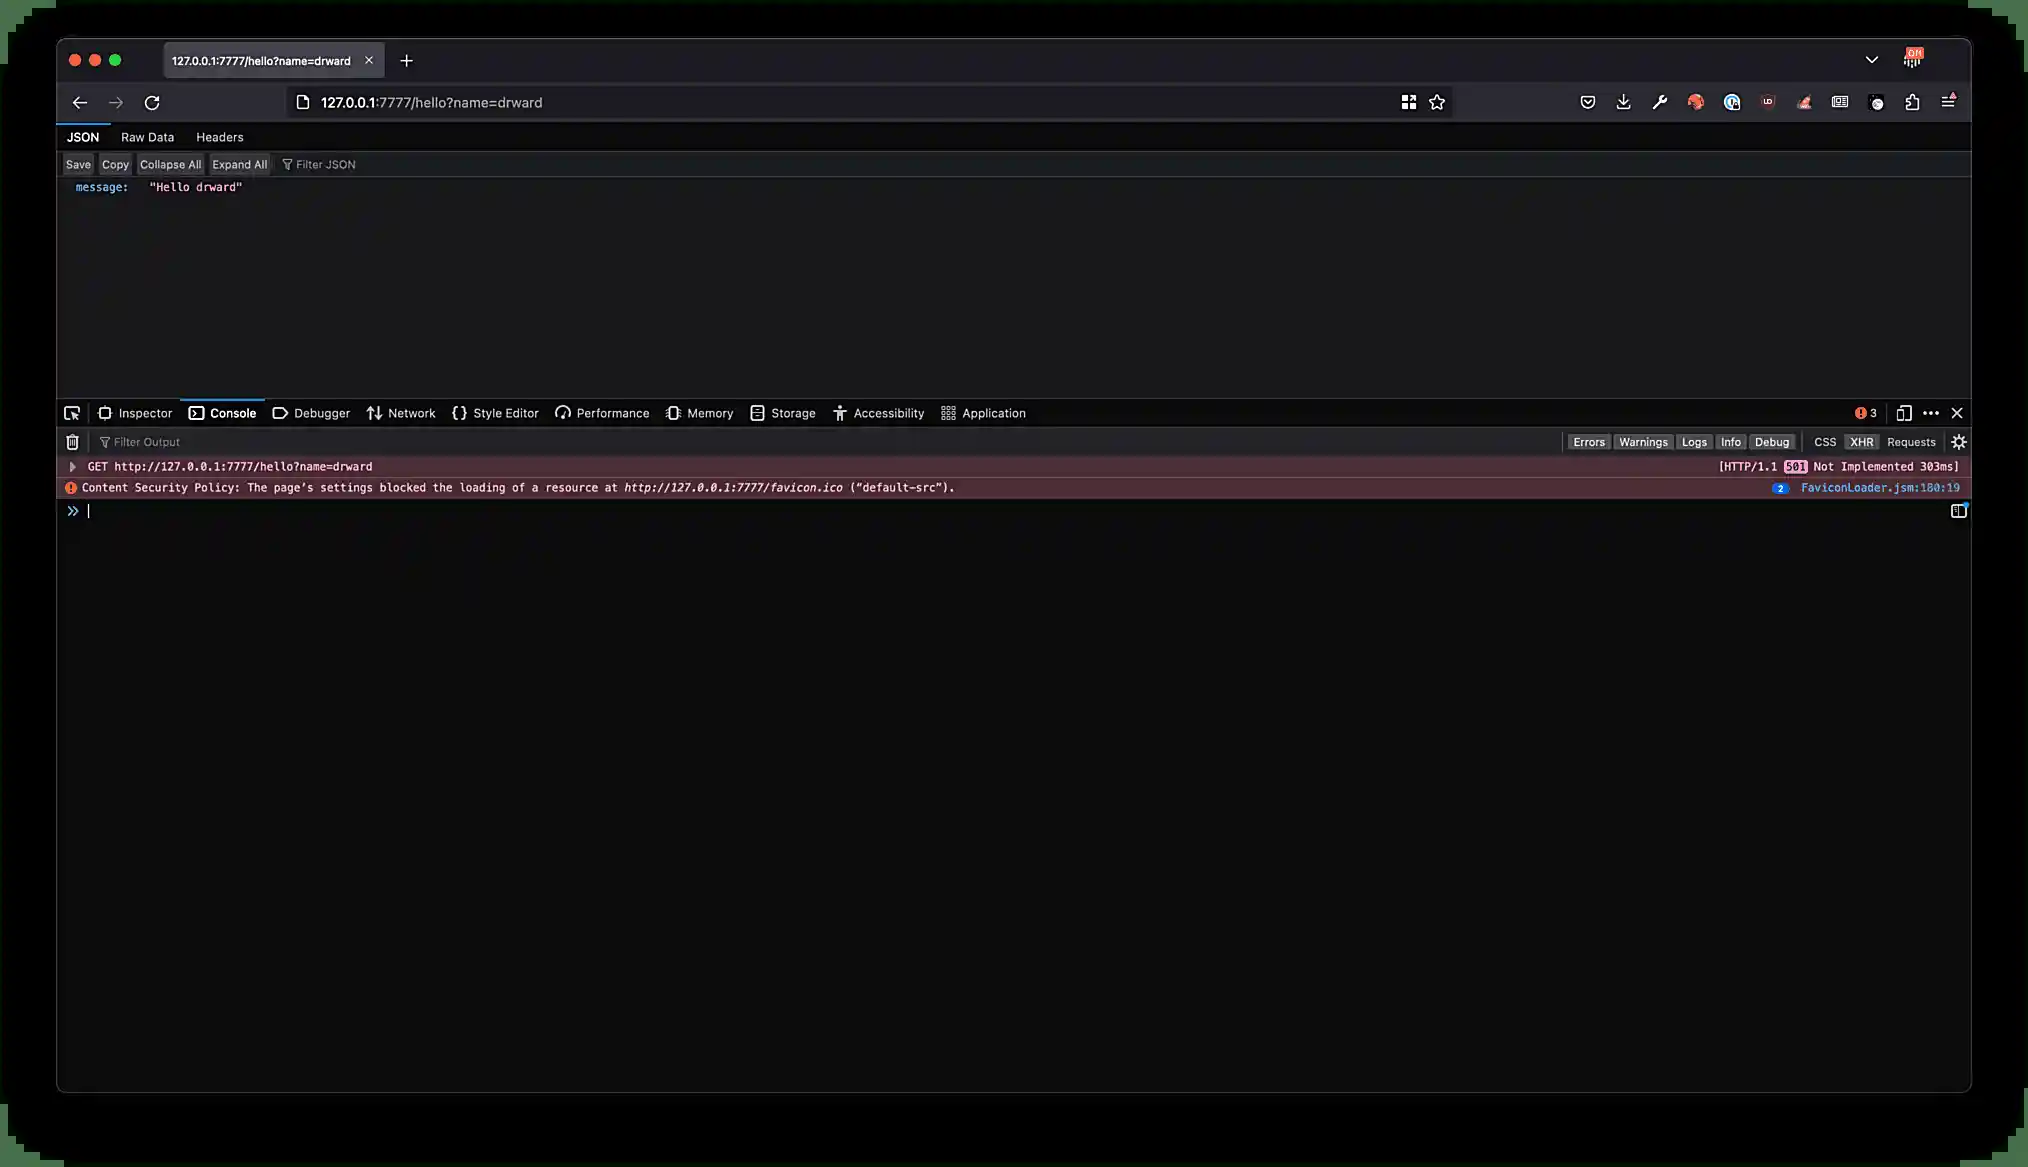 127.0.0.1:7777/hello?name=drward
ON
127.0.0.1:7777/hello?name=drward
JSON Raw Data Headers
Save Copy Collapse All Expand All Filter JSON
message: "Hello drward"
Inspector Console Debugger Network Style Editor Performance Memory Storage Accessibility Application 3
Filter Output Errors Warnings Logs Info Debug CSS XHR Requests
GET http://127.0.0.1:7777/hello?name=drward [HTTP/1.1 501 Not Implemented 303ms]
Content Security Policy: The page’s settings blocked the loading of a resource at http://127.0.0.1:7777/favicon.ico (“default-src”). 2 FaviconLoader.jsm:180:19